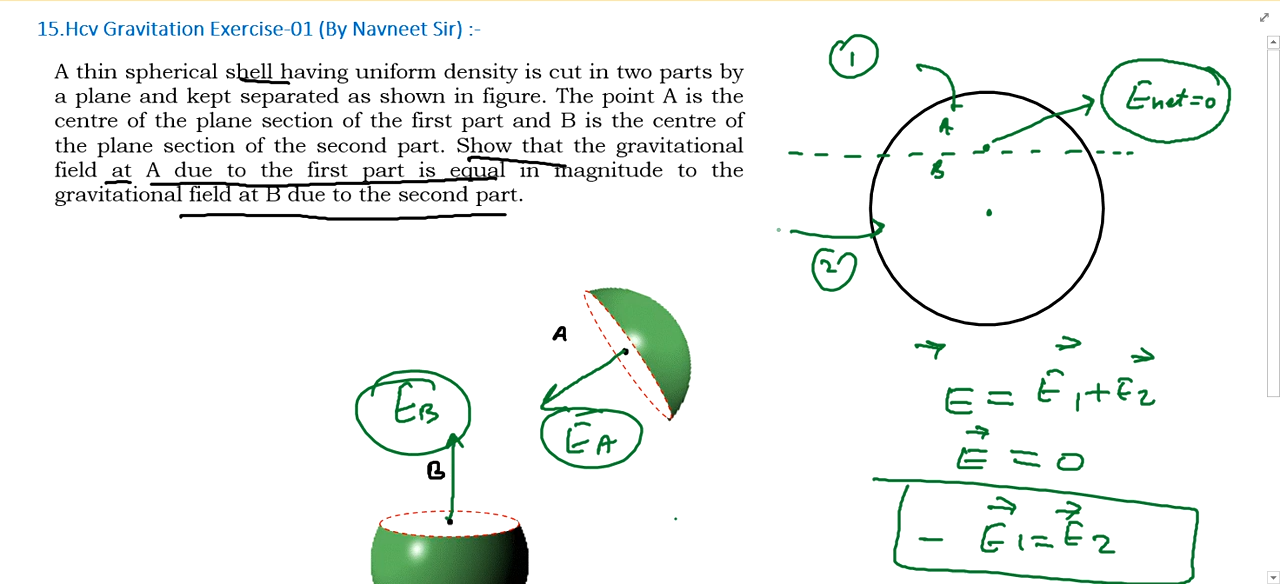 15.Hcv Gravitation Exercise-01 (By Navneet Sir) :-
A thin spherical shell having uniform density is cut in two parts by
a plane and kept separated as shown in figure. The point A is the
centre of the plane section of the first part and B is the centre of
the plane section of the second part. Show that the gravitational
field at A due to the first part is equal in magnitude to the
gravitational field at B due to the second part.
1
A
Enet=0
B
2
A
EB
EA
B
E = E1+E2
E = 0
- E1=E2